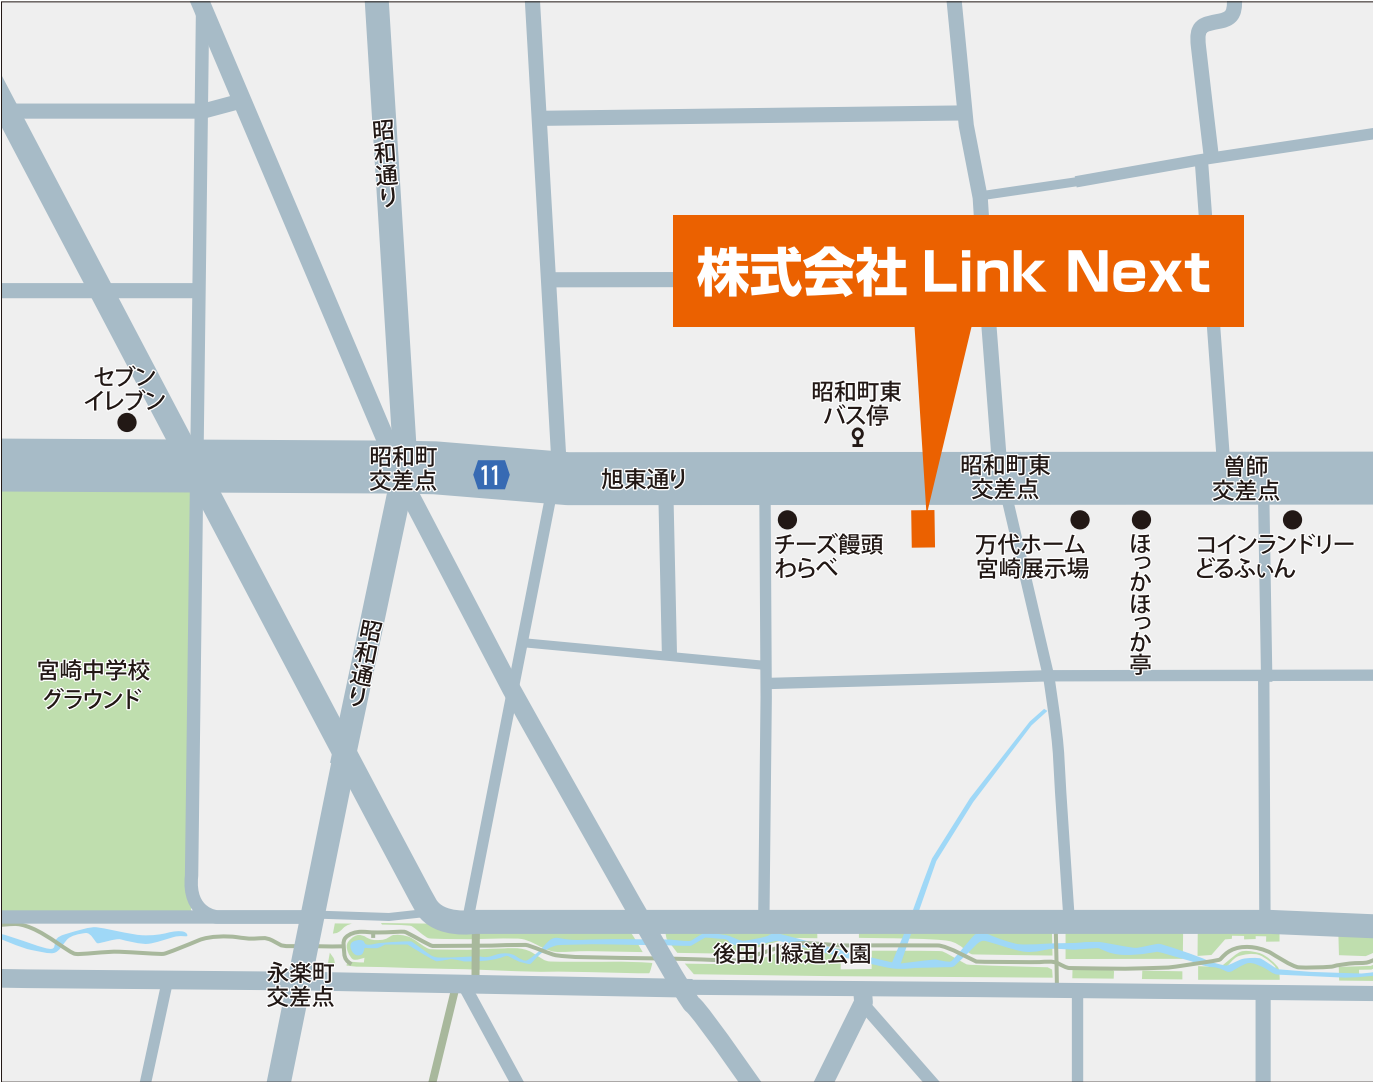 昭和通り
株式会社 Link Next
セブン
イレブン
昭和町東
バス停
昭和町
交差点
11
旭東通り
昭和町東
交差点
曽師
交差点
チーズ饅頭
わらべ
万代ホーム
宮崎展示場
ほっかほっか亭
コインランドリー
どるふぃん
昭和通り
宮崎中学校
グラウンド
後田川緑道公園
永楽町
交差点